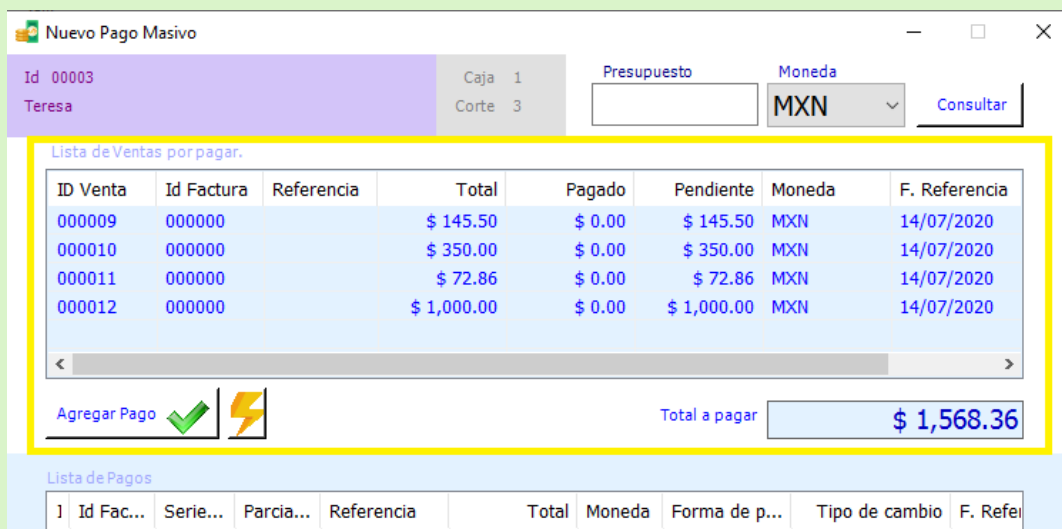 Nuevo Pago Masivo
Id 00003 Caja 1 Presupuesto Moneda
Teresa Corte 3 MXN Consultar
Lista de Ventas por pagar.
ID Venta Id Factura Referencia Total Pagado Pendiente Moneda F. Referencia
000009 000000 $ 145.50 $ 0.00 $ 145.50 MXN 14/07/2020
000010 000000 $ 350.00 $ 0.00 $ 350.00 MXN 14/07/2020
000011 000000 $ 72.86 $ 0.00 $ 72.86 MXN 14/07/2020
000012 000000 $ 1,000.00 $ 0.00 $ 1,000.00 MXN 14/07/2020
Agregar Pago Total a pagar $ 1,568.36
Lista de Pagos
I Id Fac... Serie... Parcia... Referencia Total Moneda Forma de p... Tipo de cambio F. Refer